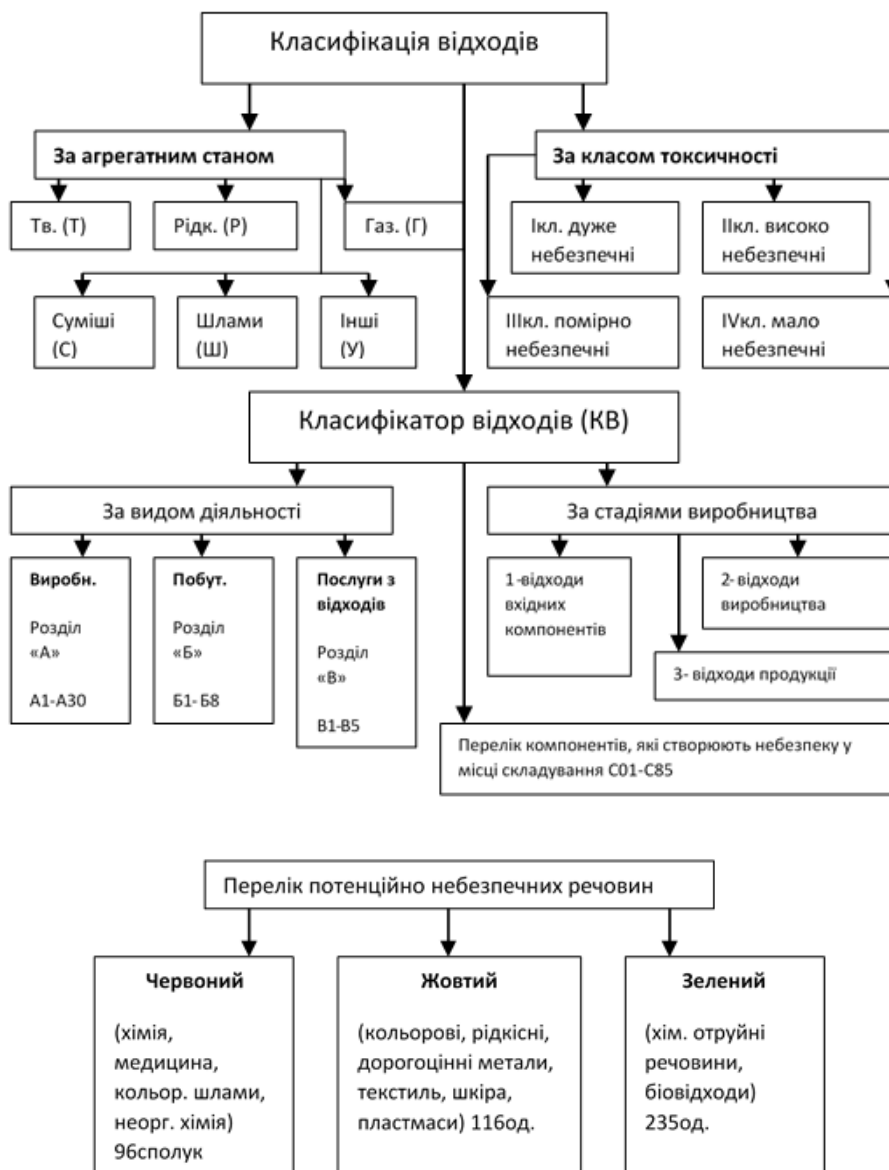 Класифікація відходів
За агрегатним станом
За класом токсичності
Тв. (Т)
Рідк. (Р)
Газ. (Г)
Ікл. дуже
небезпечні
ІІкл. високо
небезпечні
Суміші
(С)
Шлами
(Ш)
Інші
(У)
ІІІкл. помірно
небезпечні
ІVкл. мало
небезпечні
Класифікатор відходів (КВ)
За видом діяльності
За стадіями виробництва
Виробн.
Розділ
«А»
А1-А30
Побут.
Розділ
«Б»
Б1- Б8
Послуги з
відходів
Розділ
«В»
В1-В5
1-відходи
вхідних
компонентів
2- відходи
виробництва
3- відходи продукції
Перелік компонентів, які створюють небезпеку у
місці складування С01-С85
Перелік потенційно небезпечних речовин
Червоний
(хімія,
медицина,
кольор. шлами,
неорг. хімія)
96сполук
Жовтий
(кольорові, рідкісні,
дорогоцінні метали,
текстиль, шкіра,
пластмаси) 116од.
Зелений
(хім. отруйні
речовини,
біовідходи)
235од.